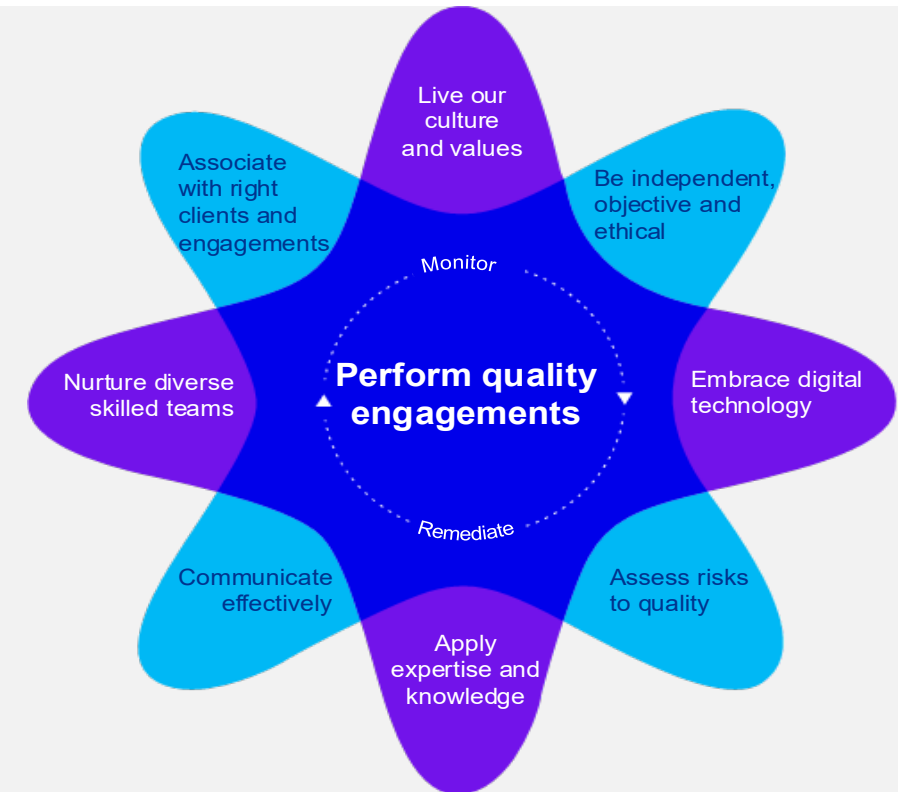 Live our
culture
and values
Be independent,
objective and
ethical
Embrace digital
technology
Assess risks
to quality
Apply
expertise and
knowledge
Communicate
effectively
Nurture diverse
skilled teams
Associate
with right
clients and
engagements
Monitor
Perform quality
engagements
Remediate